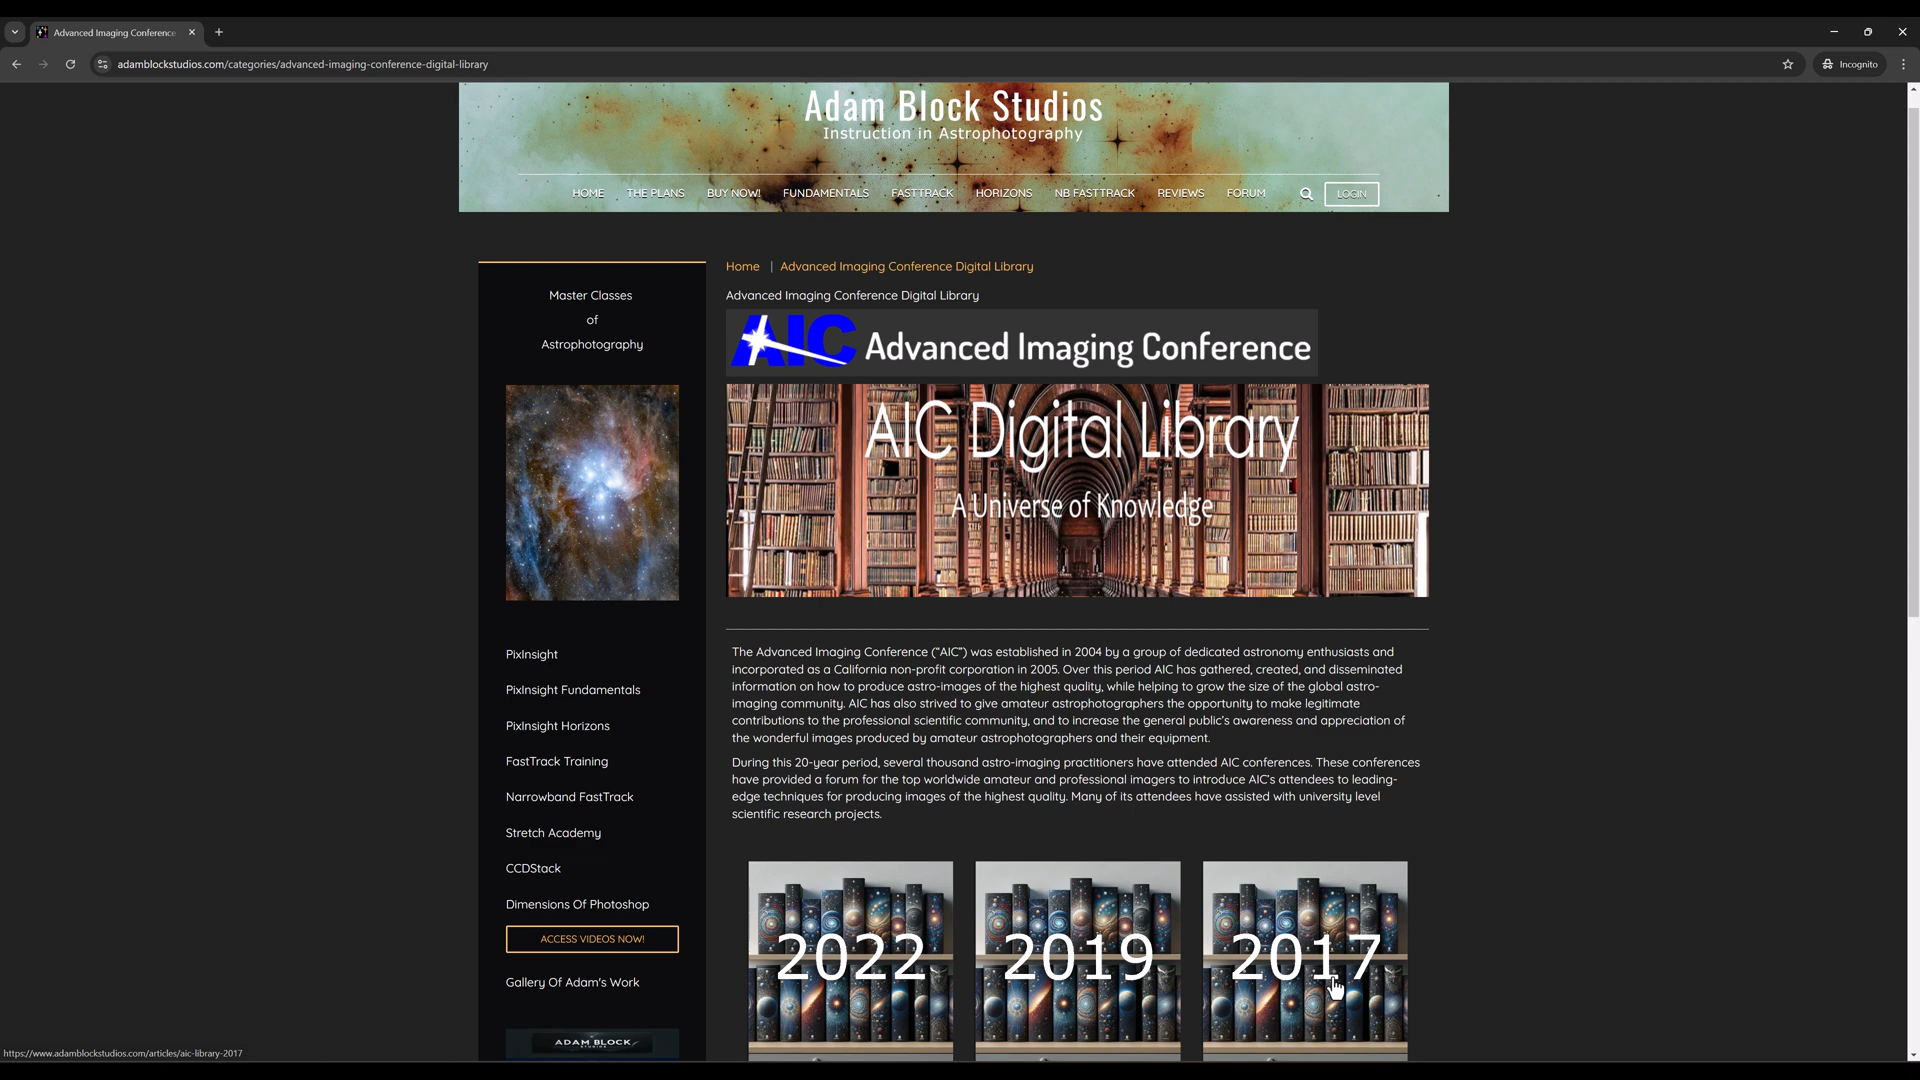 Advanced Imaging Conference
adamblockstudios.com/categories/advanced-imaging-conference-digital-library
Incognito
Adam Block Studios
Instruction in Astrophotography
HOME THE PLANS BUY NOW! FUNDAMENTALS FASTTRACK HORIZONS NB FASTTRACK REVIEWS FORUM LOGIN
Master Classes
of
Astrophotography
PixInsight
PixInsight Fundamentals
PixInsight Horizons
FastTrack Training
Narrowband FastTrack
Stretch Academy
CCDStack
Dimensions Of Photoshop
ACCESS VIDEOS NOW!
Gallery Of Adam's Work
ADAM BLOCK
STUDIOS
Home | Advanced Imaging Conference Digital Library
Advanced Imaging Conference Digital Library
AIC Advanced Imaging Conference
AIC Digital Library
A Universe of Knowledge
The Advanced Imaging Conference ("AIC") was established in 2004 by a group of dedicated astronomy enthusiasts and
incorporated as a California non-profit corporation in 2005. Over this period AIC has gathered, created, and disseminated
information on how to produce astro-images of the highest quality, while helping to grow the size of the global astro-
imaging community. AIC has also strived to give amateur astrophotographers the opportunity to make legitimate
contributions to the professional scientific community, and to increase the general public's awareness and appreciation of
the wonderful images produced by amateur astrophotographers and their equipment.
During this 20-year period, several thousand astro-imaging practitioners have attended AIC conferences. These conferences
have provided a forum for the top worldwide amateur and professional imagers to introduce AIC's attendees to leading-
edge techniques for producing images of the highest quality. Many of its attendees have assisted with university level
scientific research projects.
2022 2019 2017
https://www.adamblockstudios.com/articles/aic-library-2017